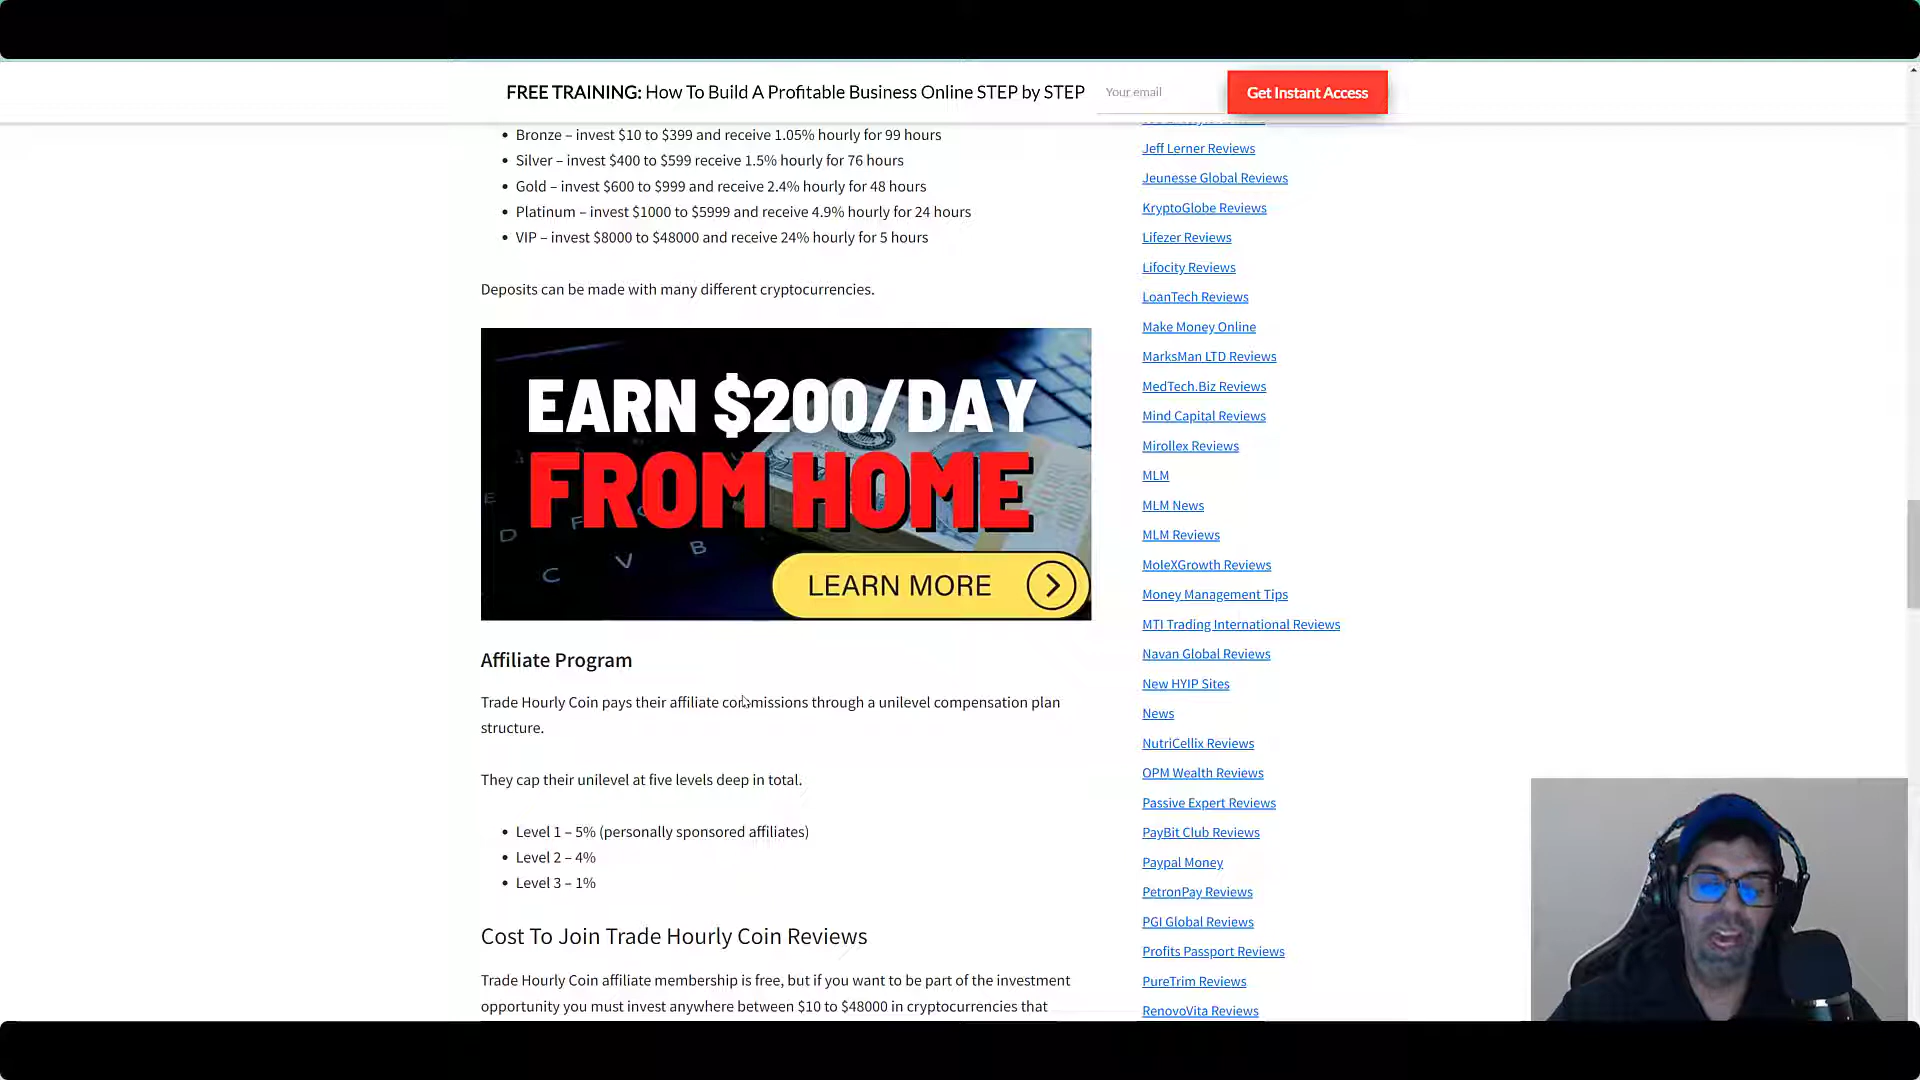 FREE TRAINING: How To Build A Profitable Business Online STEP by STEP
Your email
Get Instant Access
• Bronze – invest $10 to $399 and receive 1.05% hourly for 99 hours
• Silver – invest $400 to $599 receive 1.5% hourly for 76 hours
• Gold – invest $600 to $999 and receive 2.4% hourly for 48 hours
• Platinum – invest $1000 to $5999 and receive 4.9% hourly for 24 hours
• VIP – invest $8000 to $48000 and receive 24% hourly for 5 hours
Deposits can be made with many different cryptocurrencies.
EARN $200/DAY
FROM HOME
E
D F
C V B
LEARN MORE
Affiliate Program
Trade Hourly Coin pays their affiliate commissions through a unilevel compensation plan
structure.
They cap their unilevel at five levels deep in total.
• Level 1 – 5% (personally sponsored affiliates)
• Level 2 – 4%
• Level 3 – 1%
Cost To Join Trade Hourly Coin Reviews
Trade Hourly Coin affiliate membership is free, but if you want to be part of the investment
opportunity you must invest anywhere between $10 to $48000 in cryptocurrencies that
Jeff Lerner Reviews
Jeunesse Global Reviews
KryptoGlobe Reviews
Lifezer Reviews
Lifocity Reviews
LoanTech Reviews
Make Money Online
MarksMan LTD Reviews
MedTech.Biz Reviews
Mind Capital Reviews
Mirollex Reviews
MLM
MLM News
MLM Reviews
MoleXGrowth Reviews
Money Management Tips
MTI Trading International Reviews
Navan Global Reviews
New HYIP Sites
News
NutriCellix Reviews
OPM Wealth Reviews
Passive Expert Reviews
PayBit Club Reviews
Paypal Money
PetronPay Reviews
PGI Global Reviews
Profits Passport Reviews
PureTrim Reviews
RenovoVita Reviews